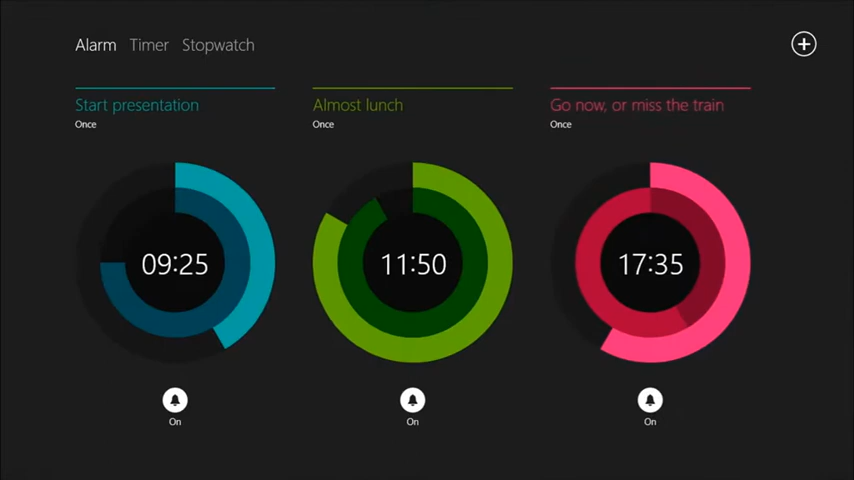 Alarm Timer Stopwatch
Start presentation
Once
Almost lunch
Once
Go now, or miss the train
Once
09:25
11:50
17:35
On
On
On